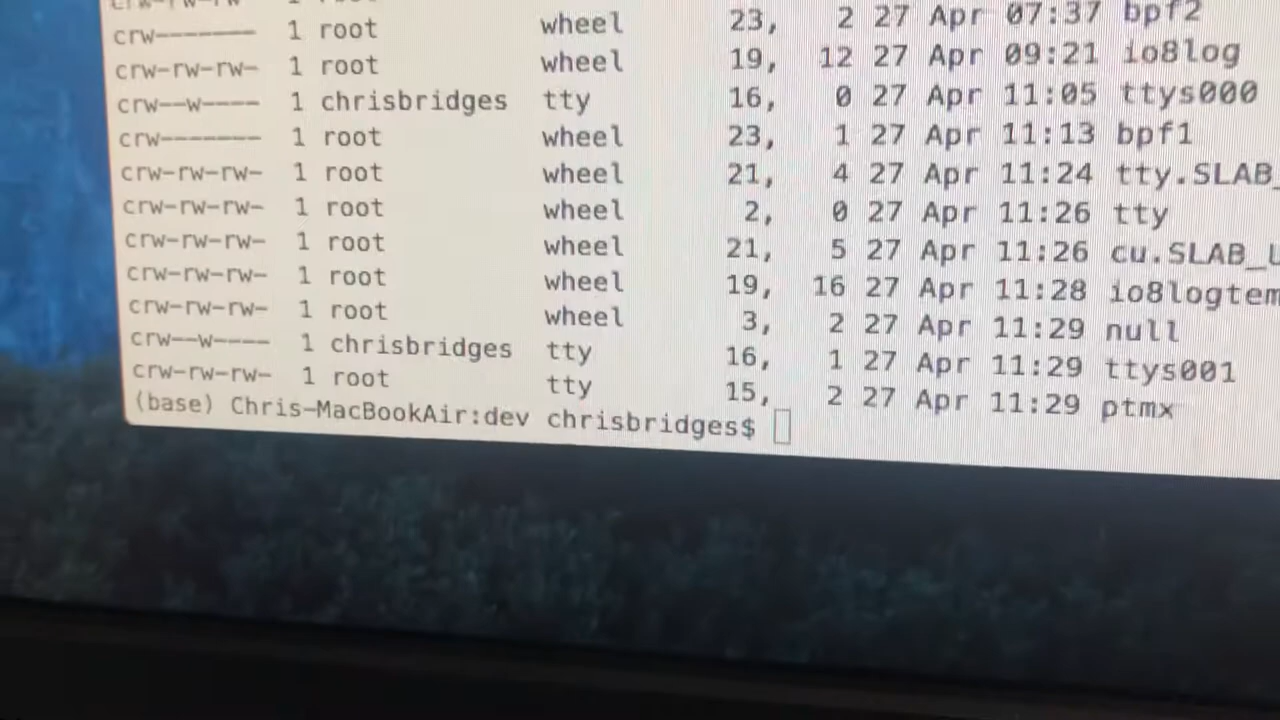 crw------- 1 root wheel 23, 2 27 Apr 07:37 bpf2
crw-rw-rw- 1 root wheel 19, 12 27 Apr 09:21 io8log
crw--w---- 1 chrisbridges tty 16, 0 27 Apr 11:05 ttys000
crw------- 1 root wheel 23, 1 27 Apr 11:13 bpf1
crw-rw-rw- 1 root wheel 21, 4 27 Apr 11:24 tty.SLAB_
crw-rw-rw- 1 root wheel 2, 0 27 Apr 11:26 tty
crw-rw-rw- 1 root wheel 21, 5 27 Apr 11:26 cu.SLAB_U
crw-rw-rw- 1 root wheel 19, 16 27 Apr 11:28 io8logtem
crw-rw-rw- 1 root wheel 3, 2 27 Apr 11:29 null
crw--w---- 1 chrisbridges tty 16, 1 27 Apr 11:29 ttys001
crw-rw-rw- 1 root tty 15, 2 27 Apr 11:29 ptmx
(base) Chris-MacBookAir:dev chrisbridges$